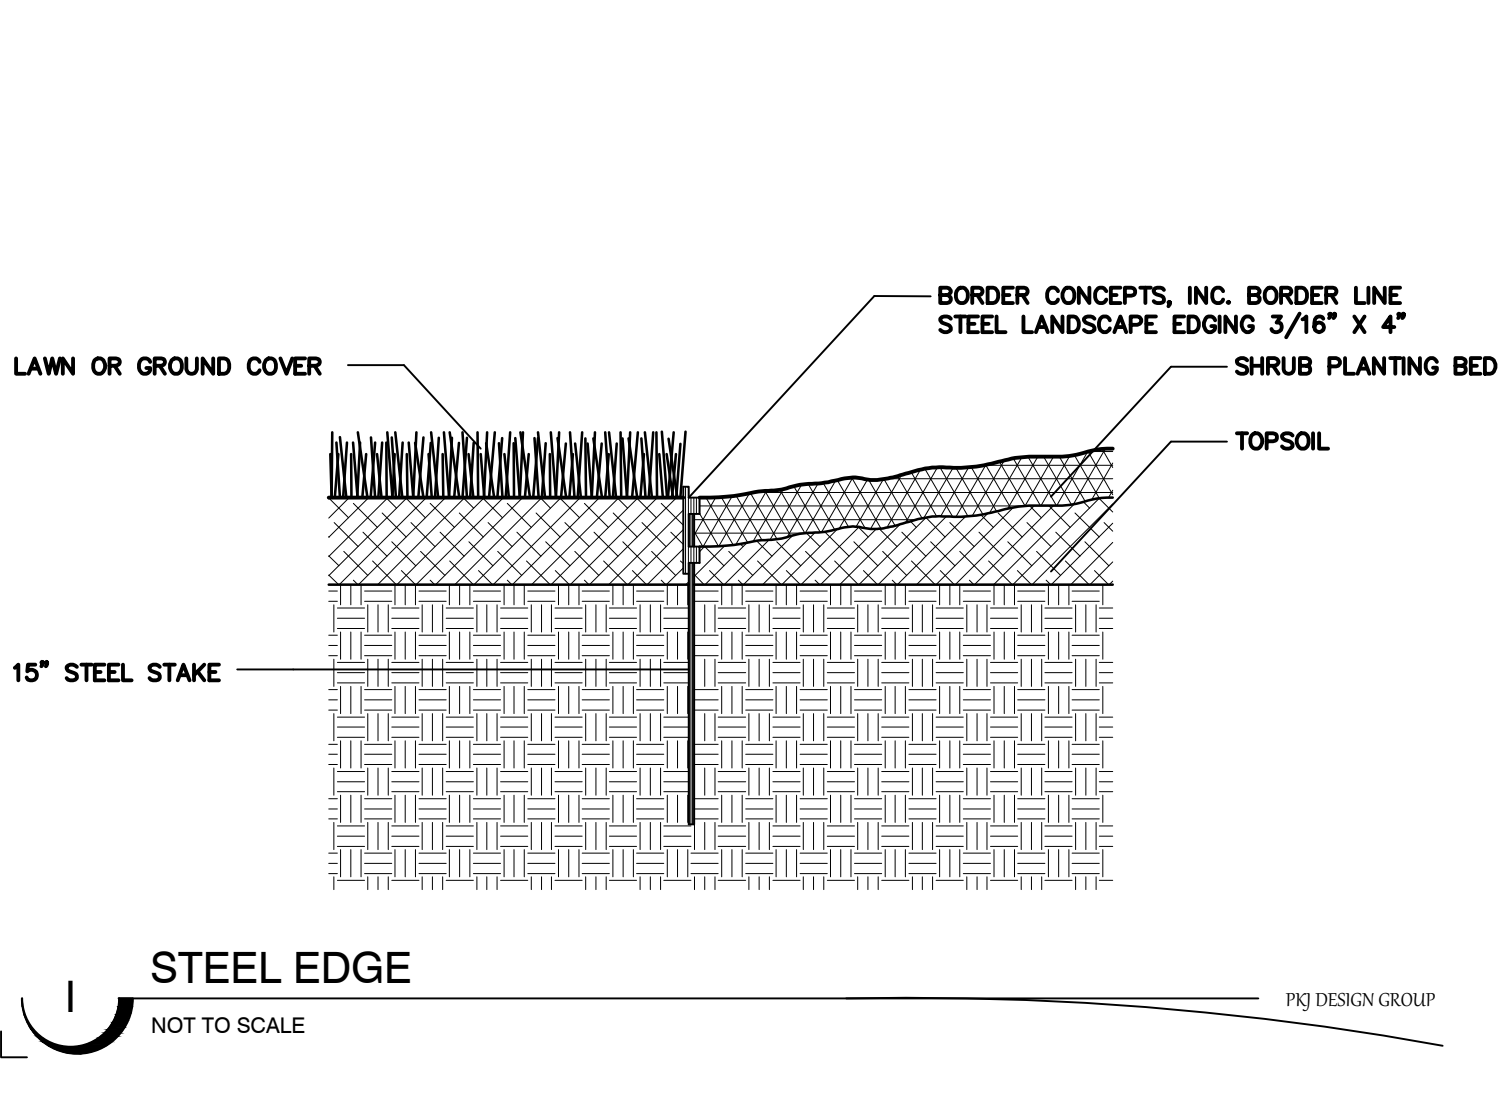 BORDER CONCEPTS, INC. BORDER LINE
STEEL LANDSCAPE EDGING 3/16" X 4"
LAWN OR GROUND COVER
SHRUB PLANTING BED
TOPSOIL
15" STEEL STAKE
STEEL EDGE
I
NOT TO SCALE
PKJ DESIGN GROUP